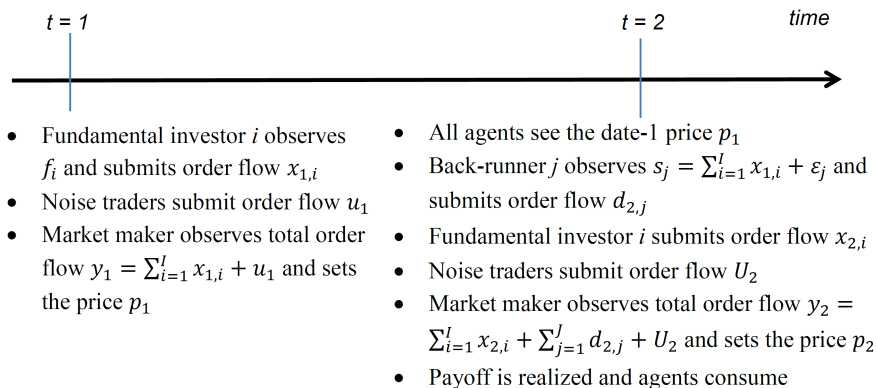 t = 1
t = 2
time
• Fundamental investor i observes
f_i and submits order flow x_{1,i}
• Noise traders submit order flow u_1
• Market maker observes total order
flow y_1 = ∑_{i=1}^{I} x_{1,i} + u_1 and sets
the price p_1
• All agents see the date-1 price p_1
• Back-runner j observes s_j = ∑_{i=1}^{I} x_{1,i} + ε_j and
submits order flow d_{2,j}
• Fundamental investor i submits order flow x_{2,i}
• Noise traders submit order flow U_2
• Market maker observes total order flow y_2 =
∑_{i=1}^{I} x_{2,i} + ∑_{j=1}^{J} d_{2,j} + U_2 and sets the price p_2
• Payoff is realized and agents consume